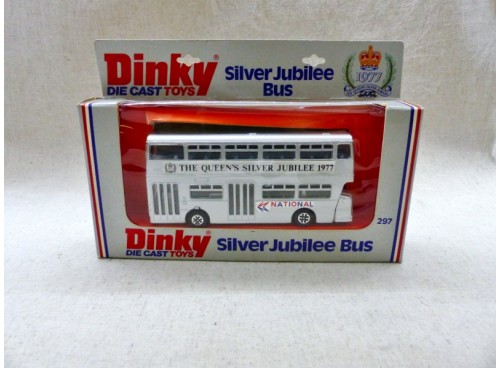 Dinky
DIE CAST TOYS
Silver Jubilee
Bus
1977
THE QUEEN'S SILVER JUBILEE 1977
NATIONAL
297
Dinky
DIE CAST TOYS
Silver Jubilee Bus